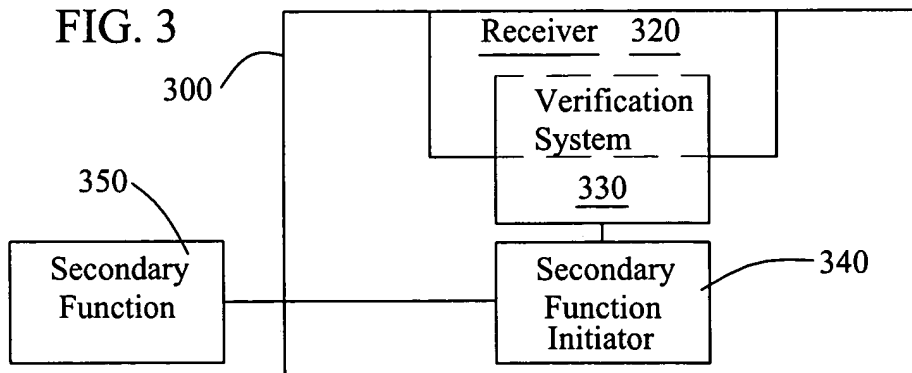 FIG. 3
300
Receiver 320
Verification
System
330
350
Secondary
Function
Secondary
Function
Initiator
340